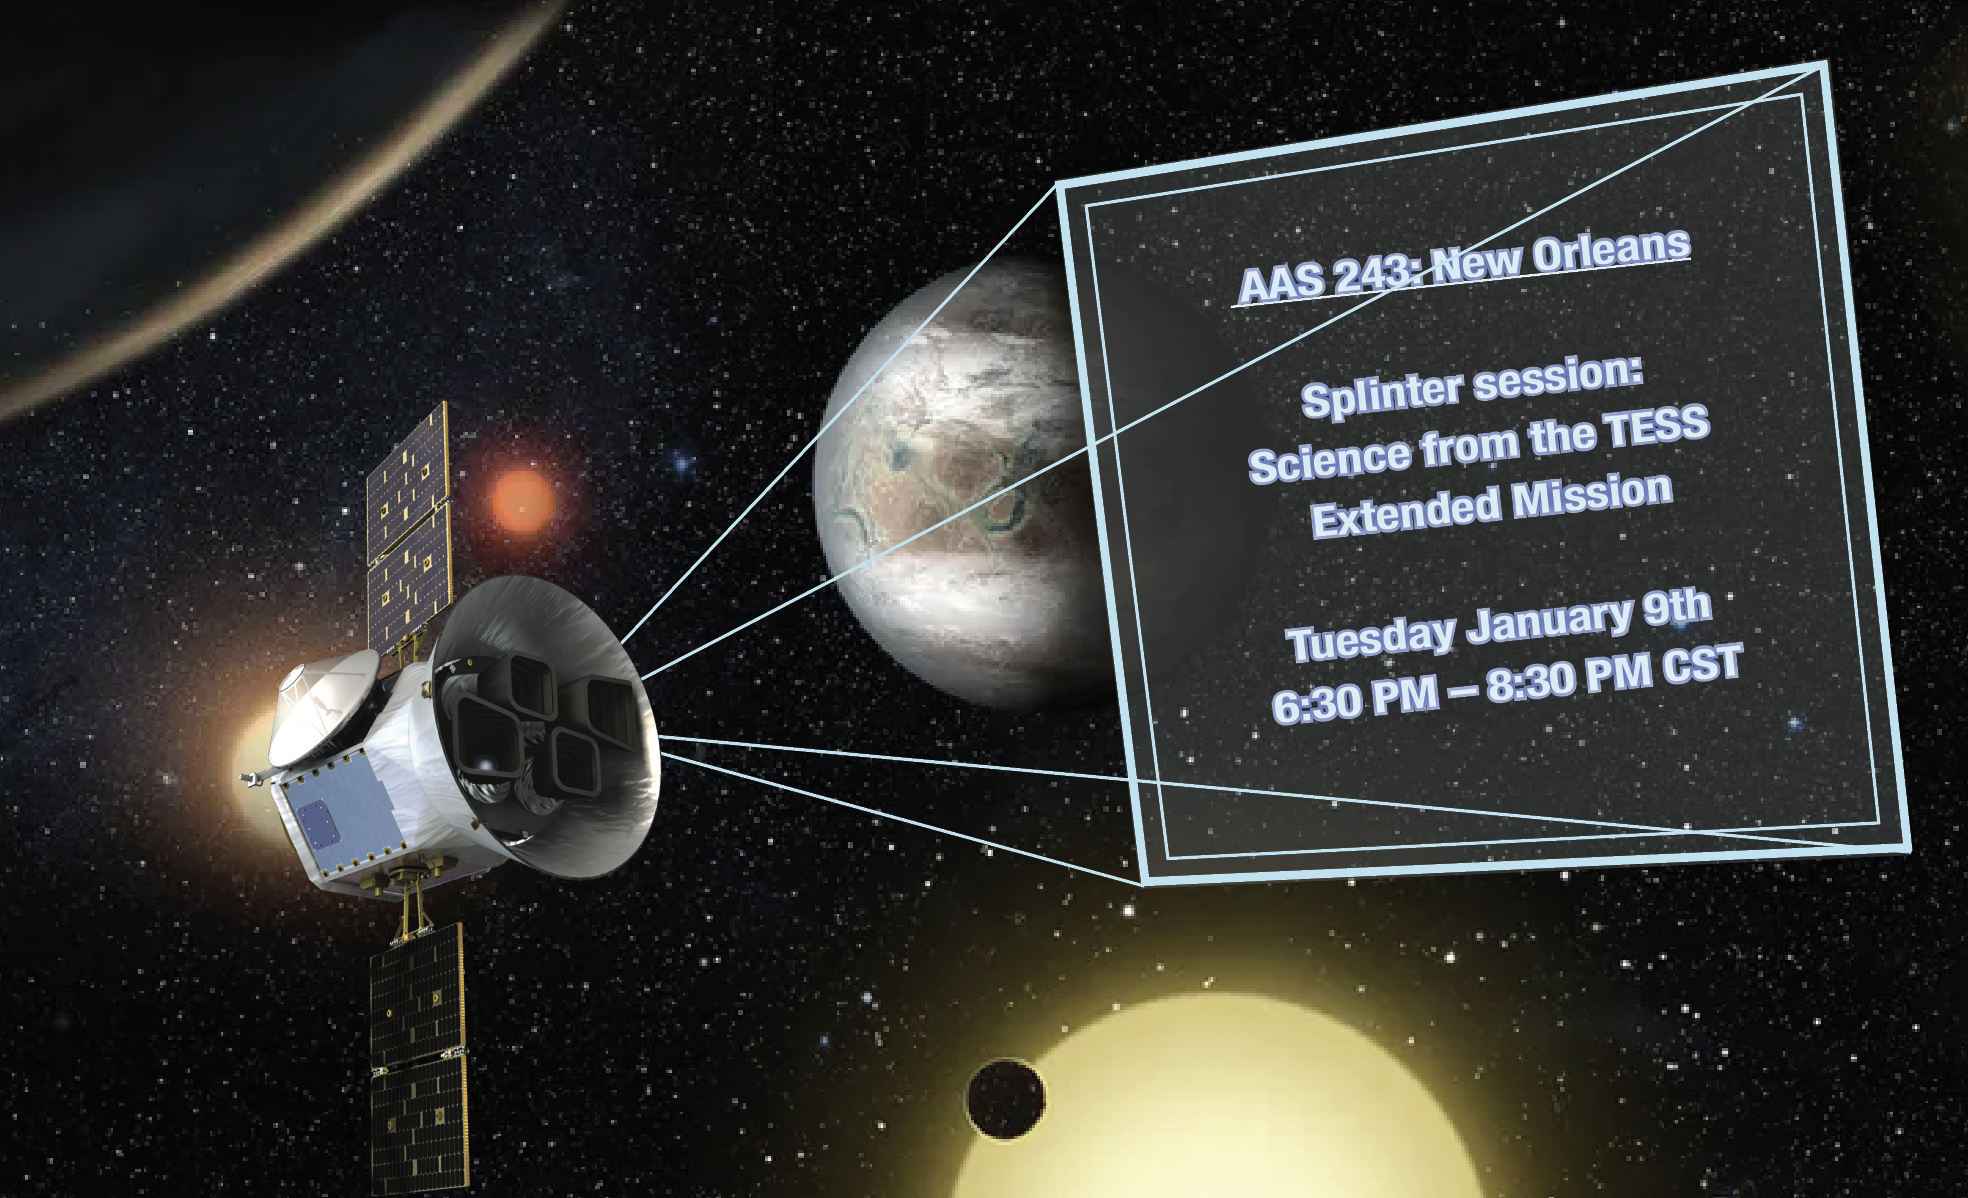 AAS 243: New Orleans
Splinter session:
Science from the TESS
Extended Mission
Tuesday January 9th
6:30 PM – 8:30 PM CST